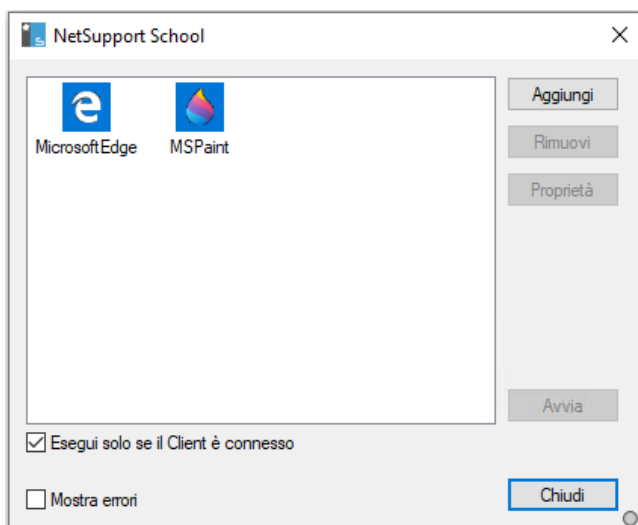 NetSupport School
MicrosoftEdge
MSPaint
Aggiungi
Rimuovi
Proprietà
Avvia
Esegui solo se il Client è connesso
Mostra errori
Chiudi